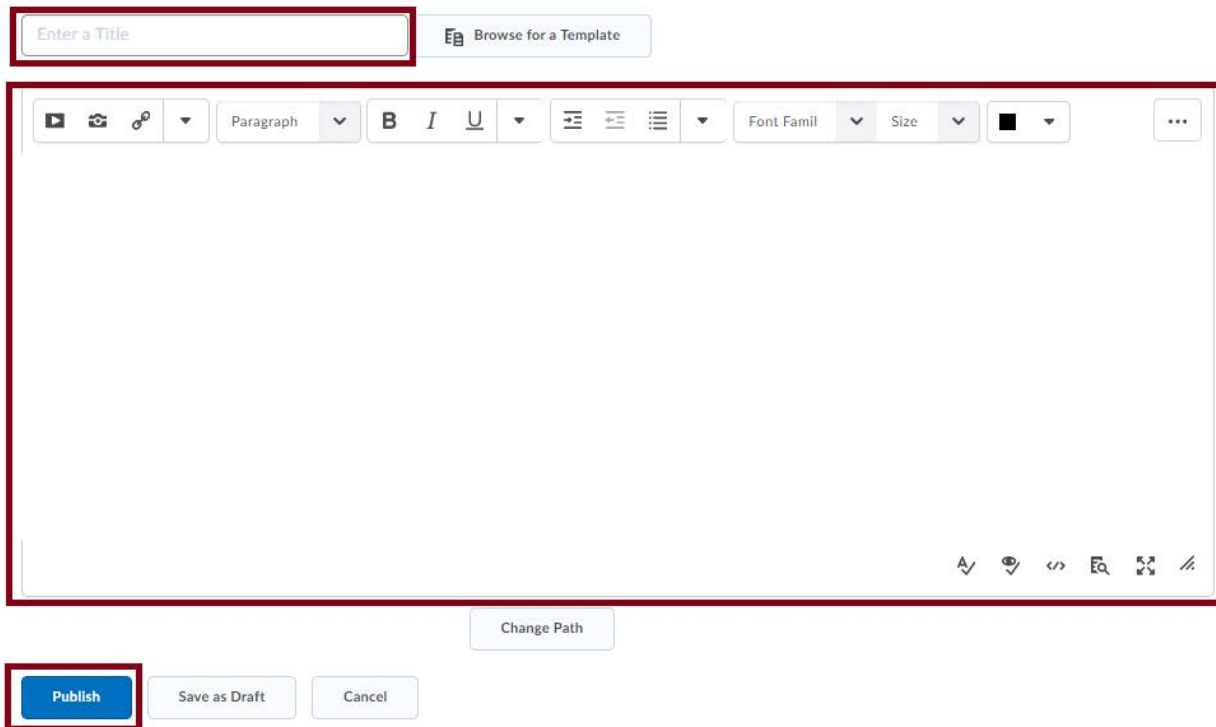 Enter a Title Browse for a Template
Paragraph B I U Font Famil Size
Change Path
Publish Save as Draft Cancel